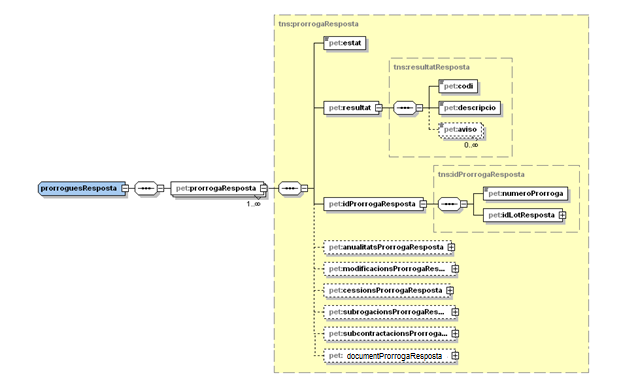 tns:prorrogaResposta
pet:estat
tns:resultatResposta
pet:codi
pet:resultat
pet:descripcio
pet:aviso
0..∞
tns:idProrrogaResposta
prorroguesResposta
pet:prorrogaResposta
1..∞
pet:numeroProrroga
pet:idProrrogaResposta
pet:idLotResposta
pet:anualitatsProrrogaResposta
pet:modificacionsProrrogaRes...
pet:cessionsProrrogaResposta
pet:subrogacionsProrrogaRes...
pet:subcontractacionsProrroga...
pet: documentProrrogaResposta